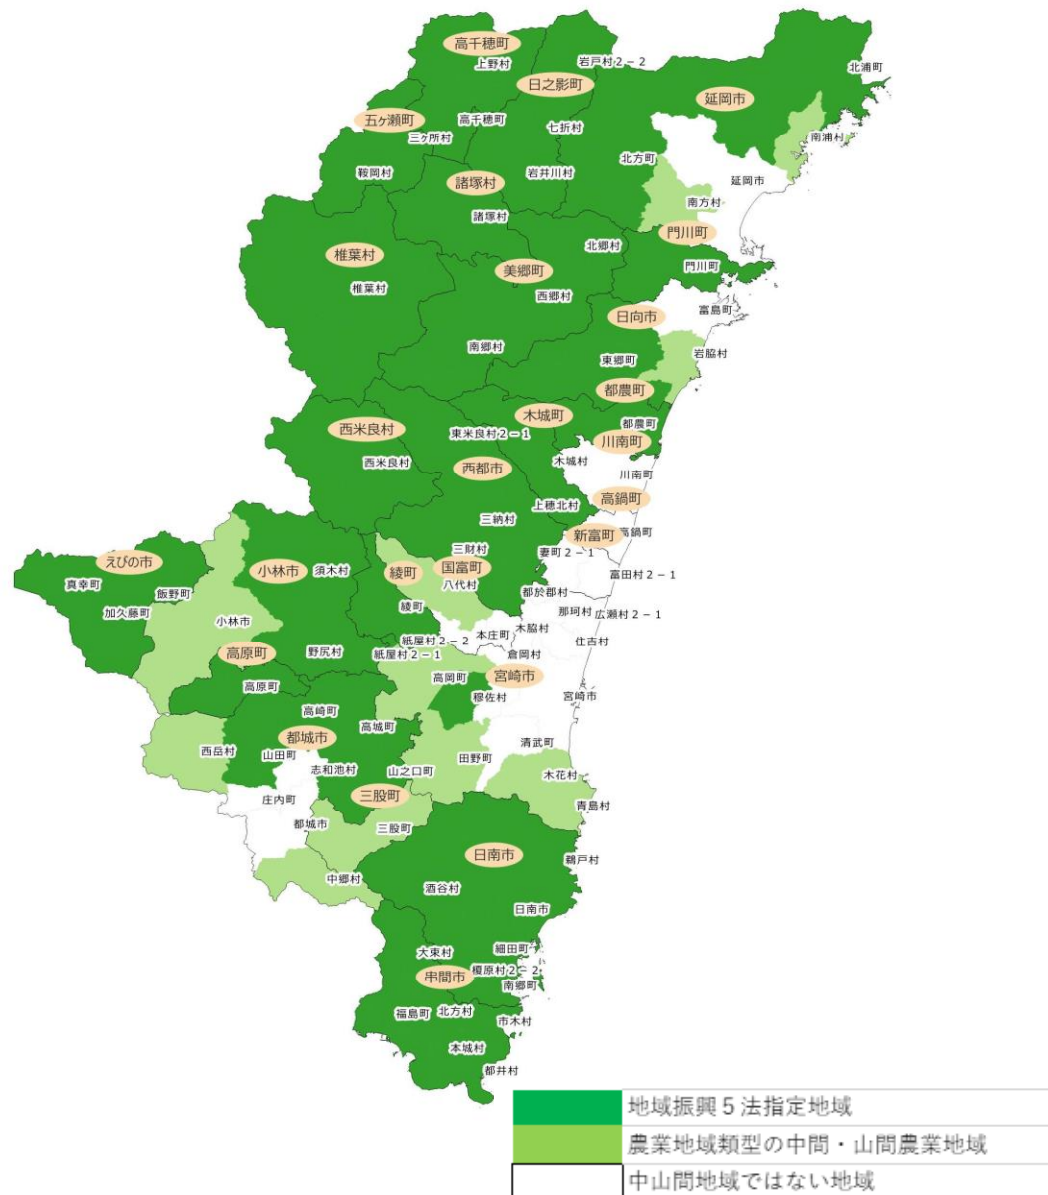 高千穂町
上野村
岩戸村2-2
北浦町
日之影町
延岡市
五ヶ瀬町
高千穂町
七折村
南浦村
三ケ所村
北方町
鞍岡村
岩井川村
延岡市
諸塚村
南方村
諸塚村
門川町
北郷村
椎葉村
門川町
美郷町
椎葉村
西郷村
富島町
日向市
南郷村
岩脇村
東郷町
都農町
木城町
都農町
西米良村
東米良村2-1
川南町
西米良村
木城村
西都市
川南町
高鍋町
上穂北村
三納村
新富町
高鍋町
えびの市
三財村
妻町2-1
小林市
須木村
綾町
国富町
富田村2-1
真幸町
八代村
飯野町
都於郡村
加久藤町
綾町
那珂村
広瀬村2-1
小林市
木脇村
紙屋村2-2
本庄町
住吉村
高原町
野尻村
紙屋村2-1
倉岡村
高岡町
宮崎市
高原町
穆佐村
宮崎市
高崎町
高城町
都城市
清武町
西岳村
山田町
田野町
志和池村
山之口町
木花村
三股町
庄内町
青島村
都城市
三股町
日南市
鵜戸村
中郷村
酒谷村
日南市
細田町
大束村
串間市
榎原村2-2
南郷町
福島町
北方村
市木村
本城村
都井村
地域振興5法指定地域
農業地域類型の中間・山間農業地域
中山間地域ではない地域